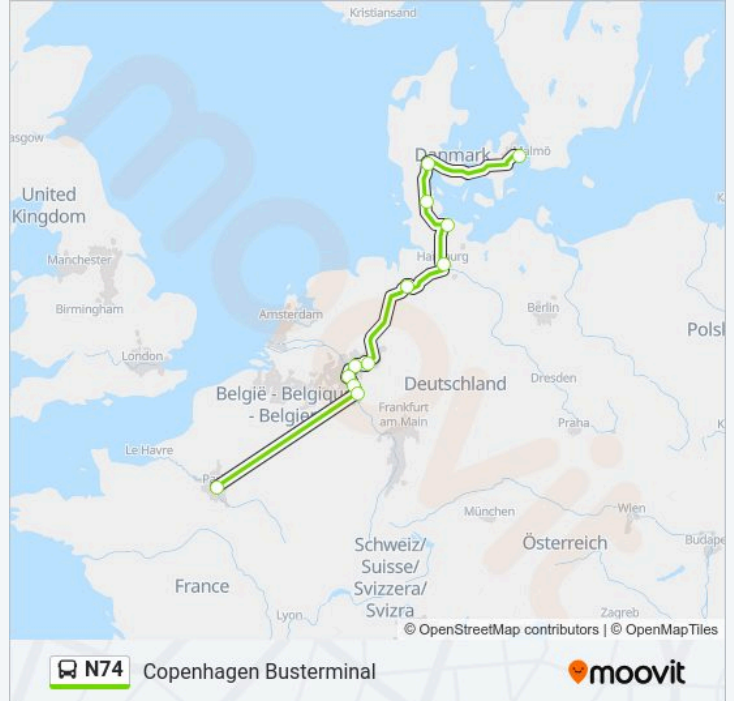 Kristiansand
asgow
Danmark
Malmö
United
Kingdom
Manchester
Hamburg
Birmingham
Amsterdam
Berlin
Polsk
London
België - Belgique
- Belgien
Deutschland
Dresden
Frankfurt
am Main
Praha
Le Havre
Paris
München
Wien
Österreich
Budape
Schweiz/
Suisse/
Svizzera/
Svizra
France
Lyon
Zagreb
© OpenStreetMap contributors | © OpenMapTiles
N74 Copenhagen Busterminal
moovit
moovit